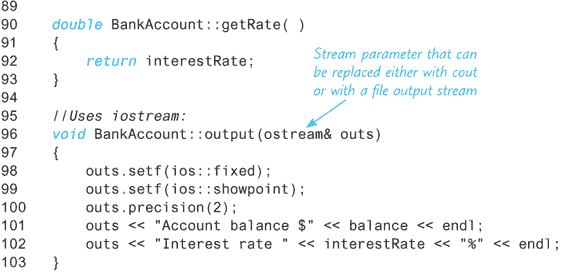 89
90 double BankAccount::getRate( )
91 {
92     return interestRate;
93 }
94
Stream parameter that can
be replaced either with cout
or with a file output stream
95 //Uses iostream:
96 void BankAccount::output(ostream& outs)
97 {
98     outs.setf(ios::fixed);
99     outs.setf(ios::showpoint);
100     outs.precision(2);
101     outs << "Account balance $" << balance << endl;
102     outs << "Interest rate " << interestRate << "%" << endl;
103 }